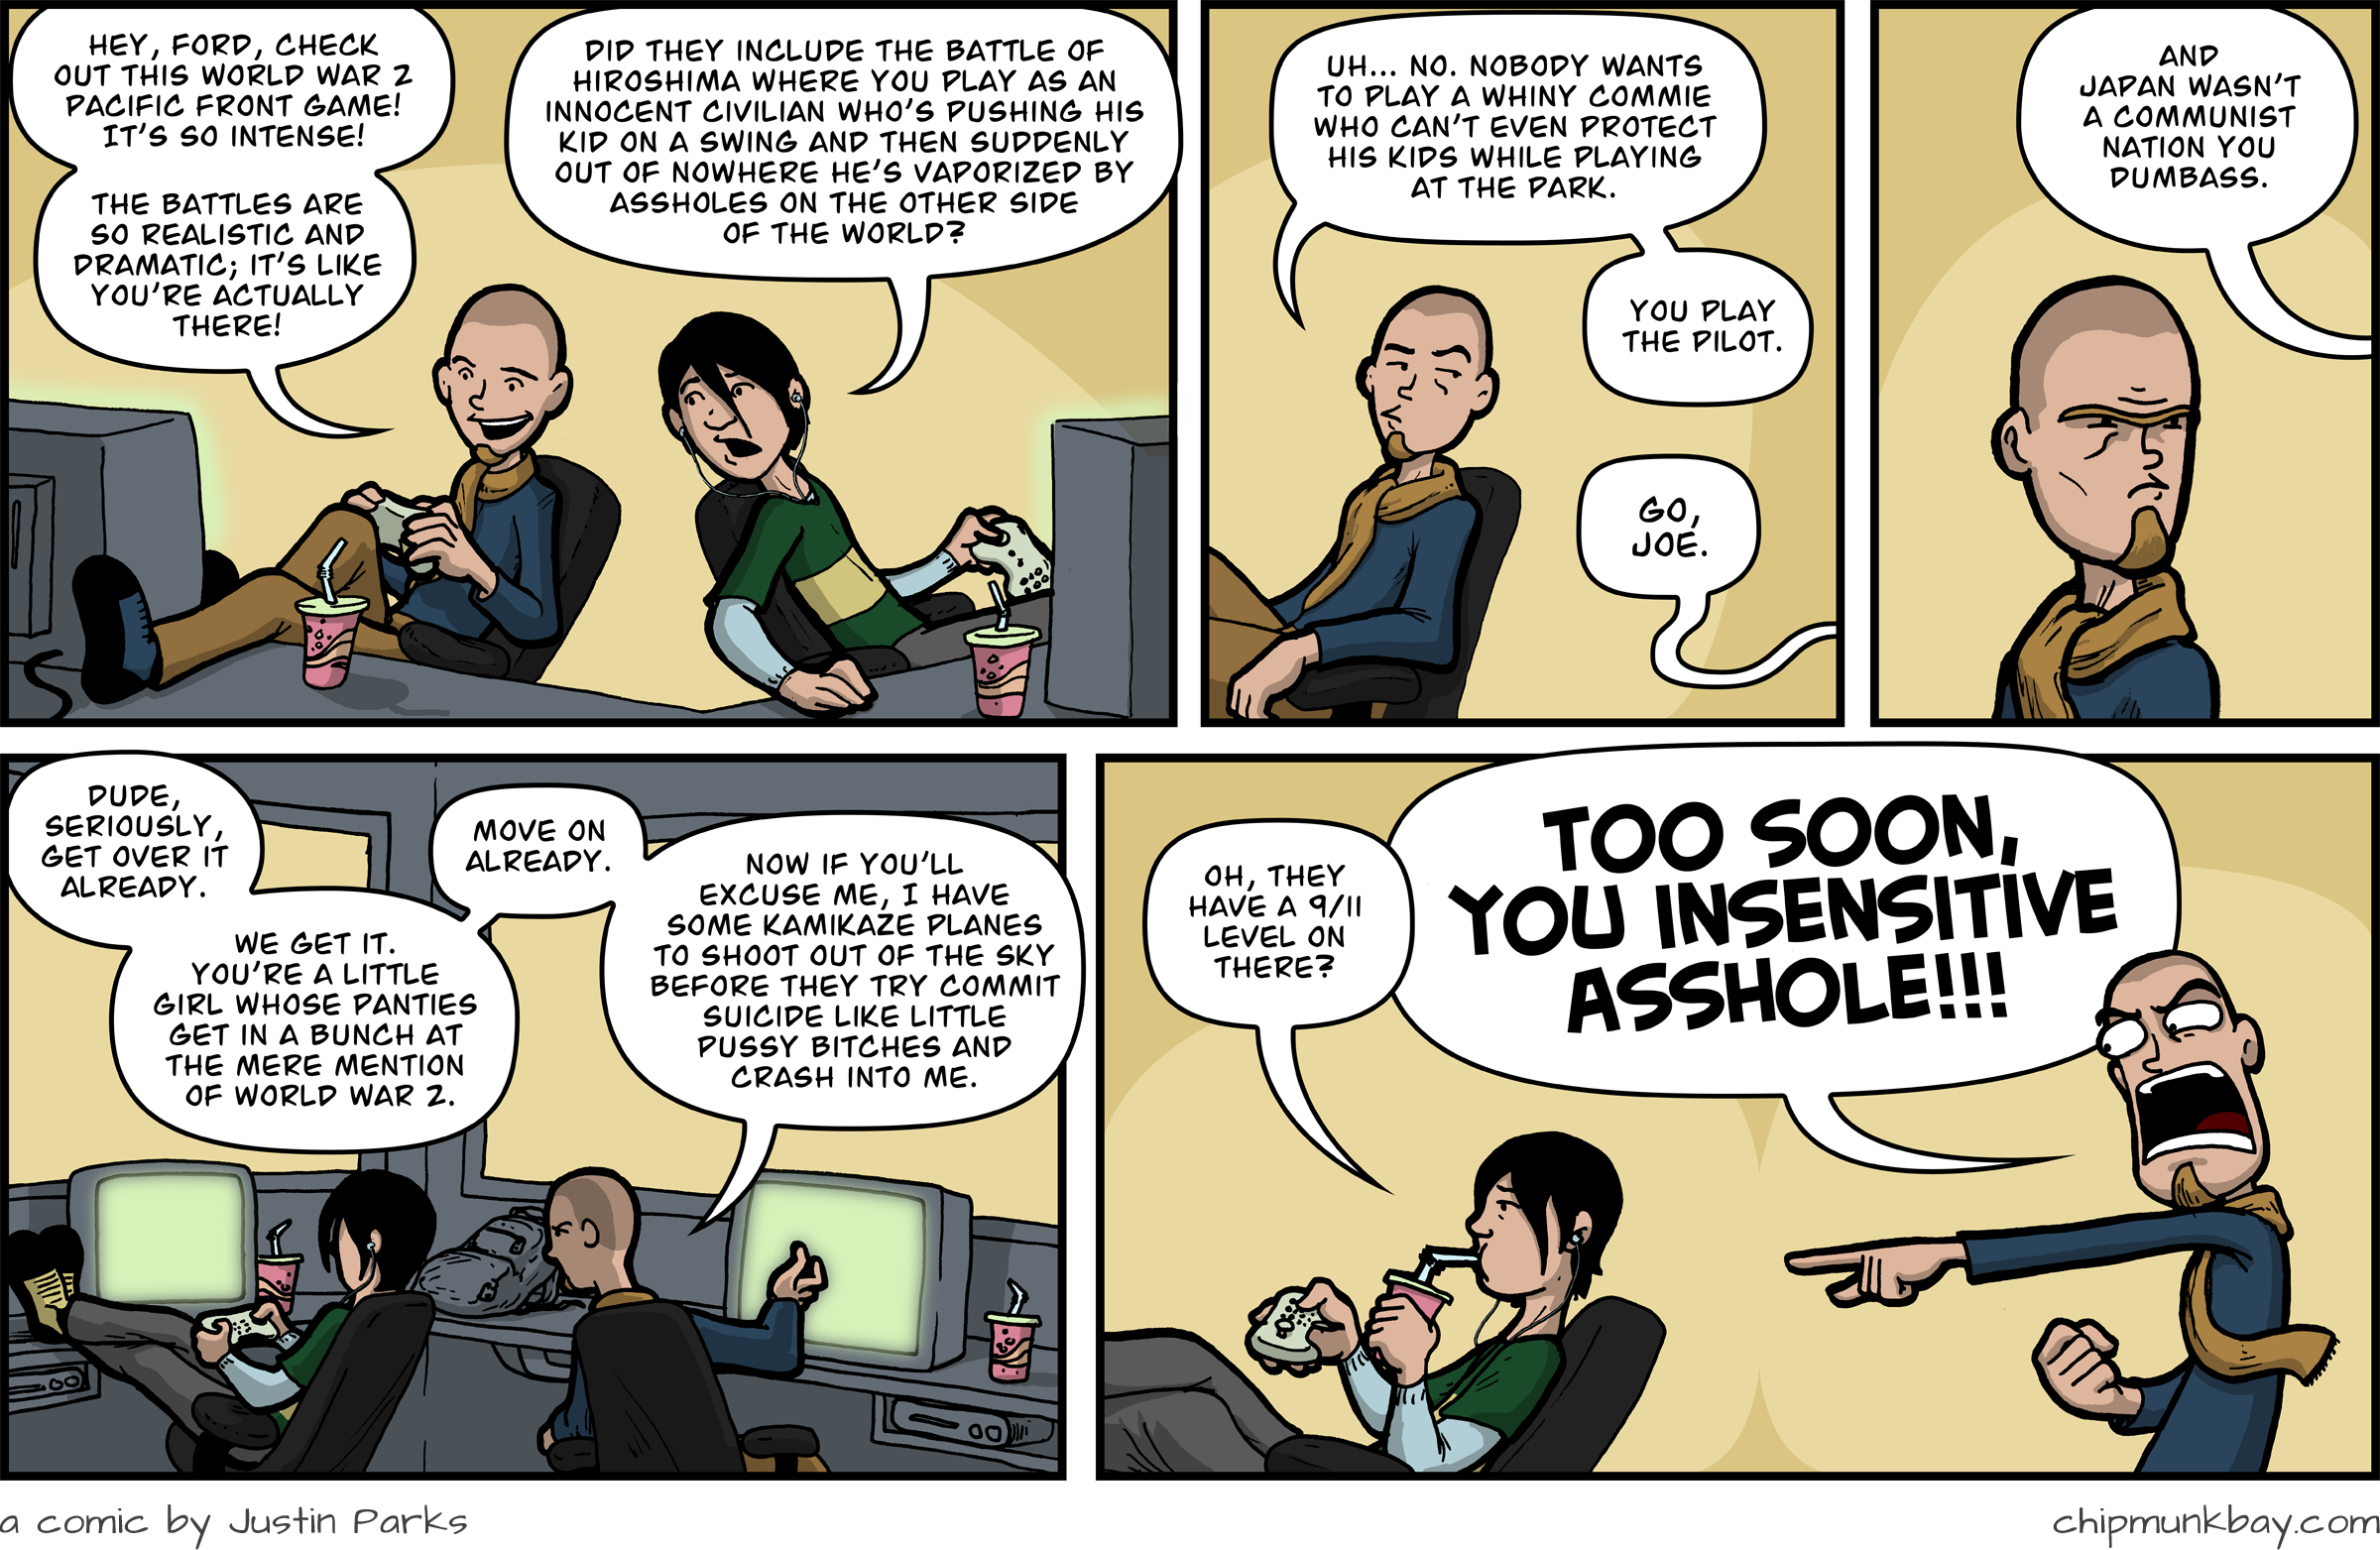 HEY, FORD, CHECK
OUT THIS WORLD WAR 2
PACIFIC FRONT GAME!
IT'S SO INTENSE!
THE BATTLES ARE
SO REALISTIC AND
DRAMATIC; IT'S LIKE
YOU'RE ACTUALLY
THERE!
DID THEY INCLUDE THE BATTLE OF
HIROSHIMA WHERE YOU PLAY AS AN
INNOCENT CIVILIAN WHO'S PUSHING HIS
KID ON A SWING AND THEN SUDDENLY
OUT OF NOWHERE HE'S VAPORIZED BY
ASSHOLES ON THE OTHER SIDE
OF THE WORLD?
UH... NO. NOBODY WANTS
TO PLAY A WHINY COMMIE
WHO CAN'T EVEN PROTECT
HIS KIDS WHILE PLAYING
AT THE PARK.
YOU PLAY
THE PILOT.
GO,
JOE.
AND
JAPAN WASN'T
A COMMUNIST
NATION YOU
DUMBASS.
DUDE,
SERIOUSLY,
GET OVER IT
ALREADY.
WE GET IT.
YOU'RE A LITTLE
GIRL WHOSE PANTIES
GET IN A BUNCH AT
THE MERE MENTION
OF WORLD WAR 2.
MOVE ON
ALREADY.
NOW IF YOU'LL
EXCUSE ME, I HAVE
SOME KAMIKAZE PLANES
TO SHOOT OUT OF THE SKY
BEFORE THEY TRY COMMIT
SUICIDE LIKE LITTLE
PUSSY BITCHES AND
CRASH INTO ME.
OH, THEY
HAVE A 9/11
LEVEL ON
THERE?
TOO SOON,
YOU INSENSITIVE
ASSHOLE!!!
a comic by Justin Parks
chipmunkbay.com